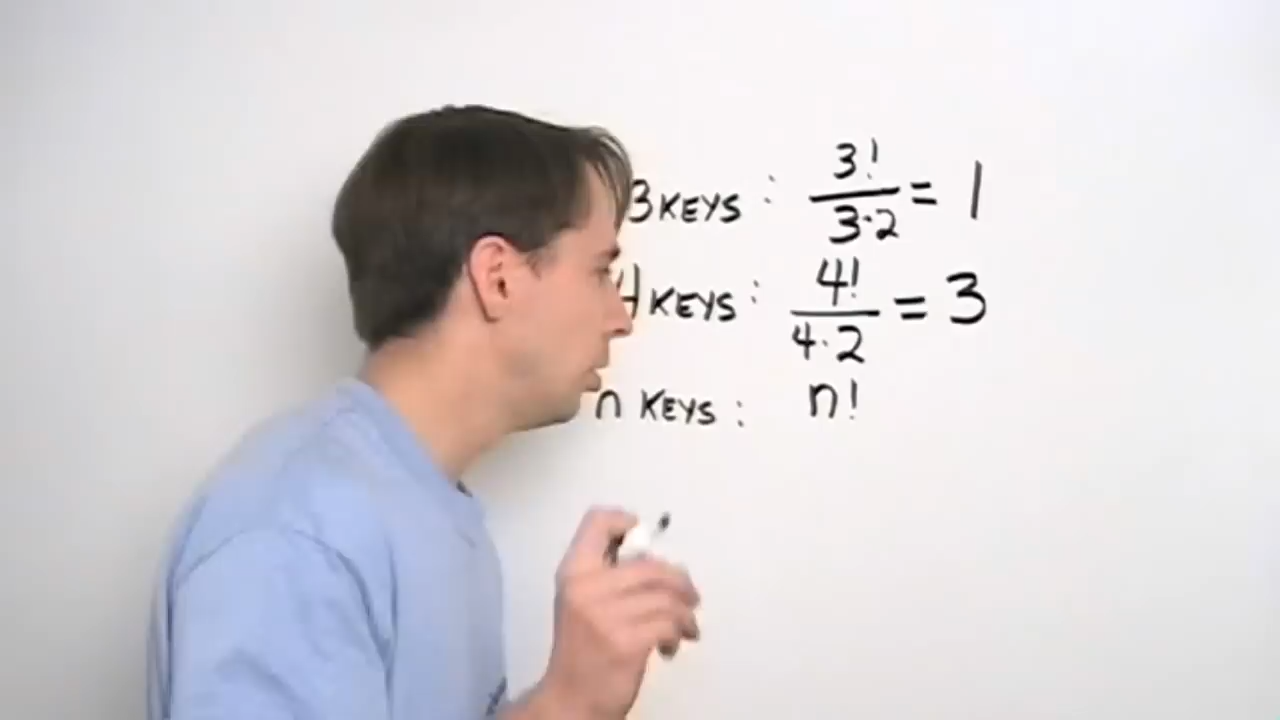 3 KEYS : 3! / 3·2 = 1
4 KEYS : 4! / 4·2 = 3
n KEYS : n!